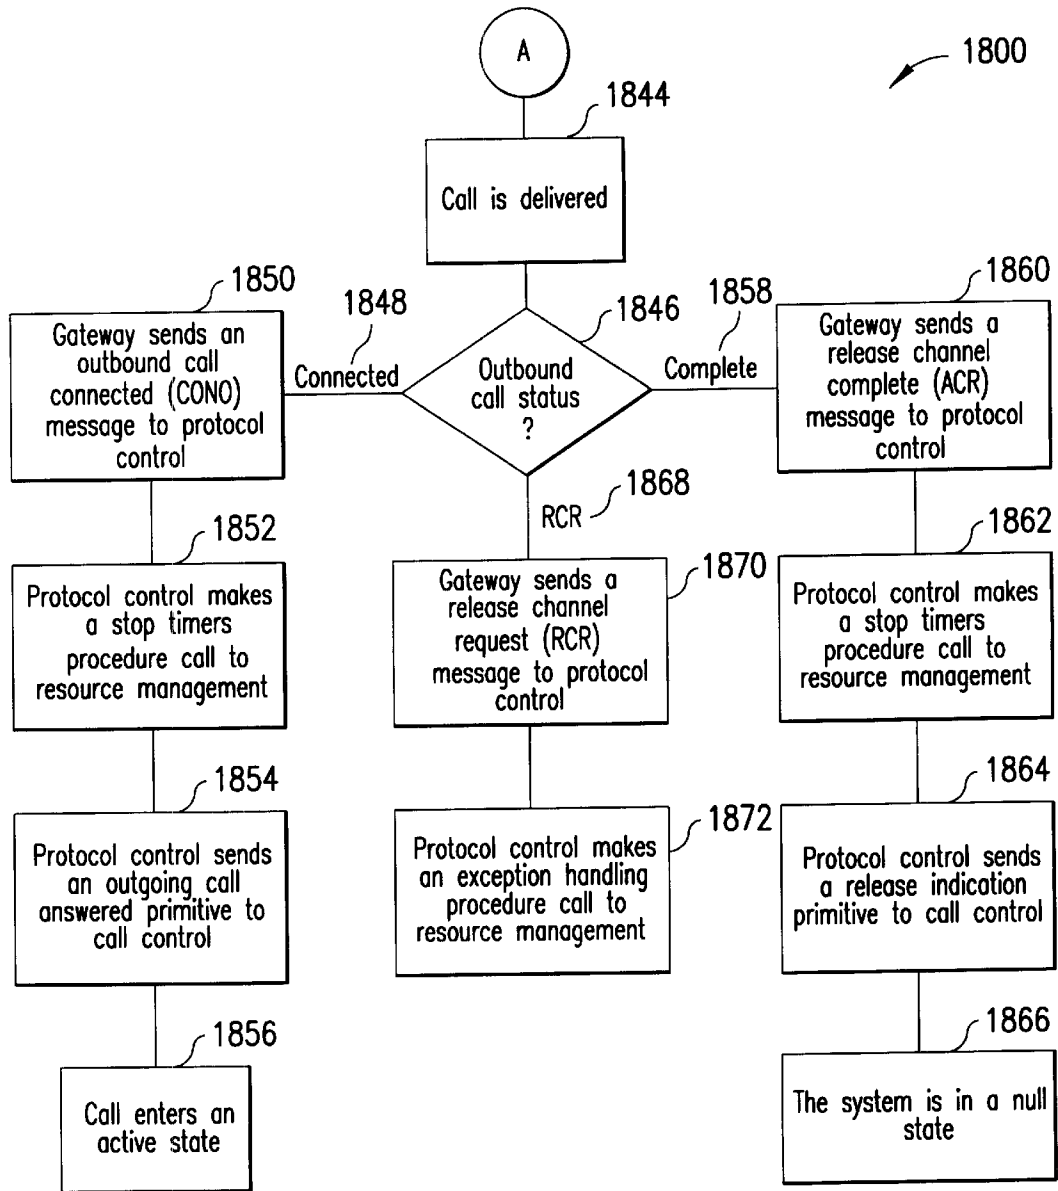 A
1800
1844
Call is delivered
1846
Outbound
call status
?
1848
Connected
1850
Gateway sends an
outbound call
connected (CONO)
message to protocol
control
1852
Protocol control makes
a stop timers
procedure call to
resource management
1854
Protocol control sends
an outgoing call
answered primitive to
call control
1856
Call enters an
active state
1868
RCR
1870
Gateway sends a
release channel
request (RCR)
message to protocol
control
1872
Protocol control makes
an exception handling
procedure call to
resource management
1858
Complete
1860
Gateway sends a
release channel
complete (ACR)
message to protocol
control
1862
Protocol control makes
a stop timers
procedure call to
resource management
1864
Protocol control sends
a release indication
primitive to call control
1866
The system is in a null
state